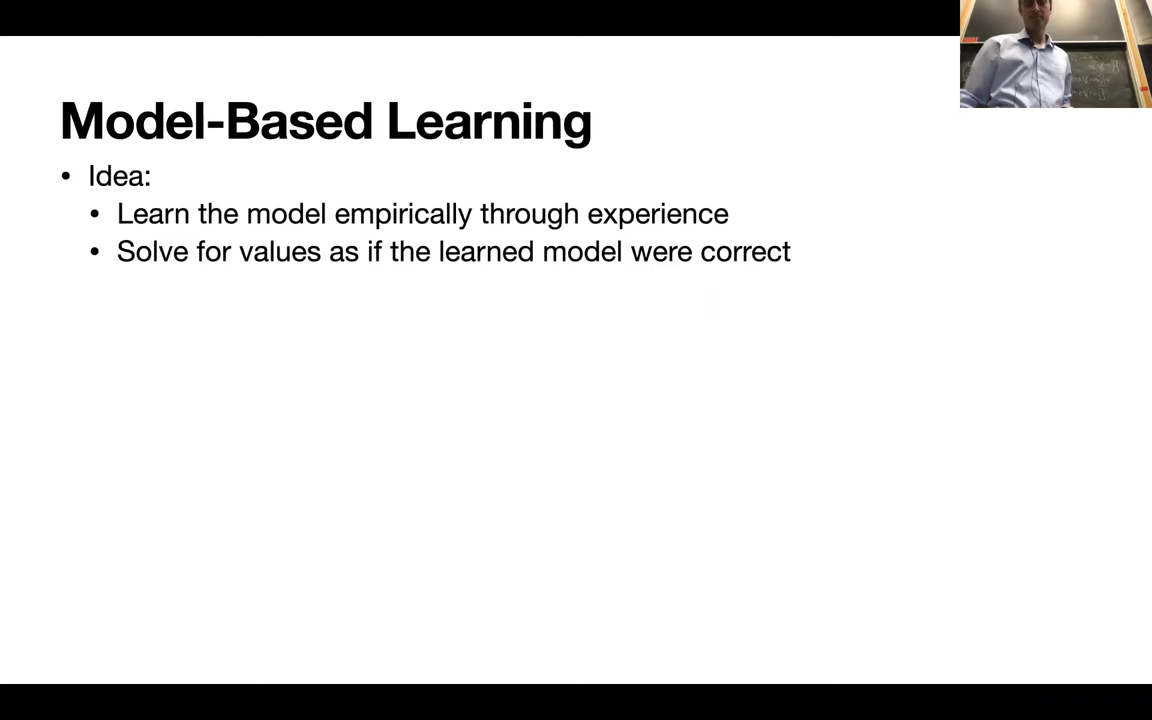 Model-Based Learning
• Idea:
• Learn the model empirically through experience
• Solve for values as if the learned model were correct